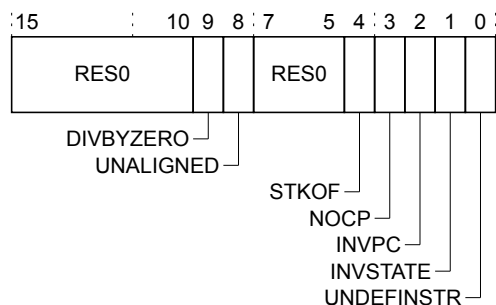 15 10 9 8 7 5 4 3 2 1 0
RES0 RES0
DIVBYZERO
UNALIGNED
STKOF
NOCP
INVPC
INVSTATE
UNDEFINSTR